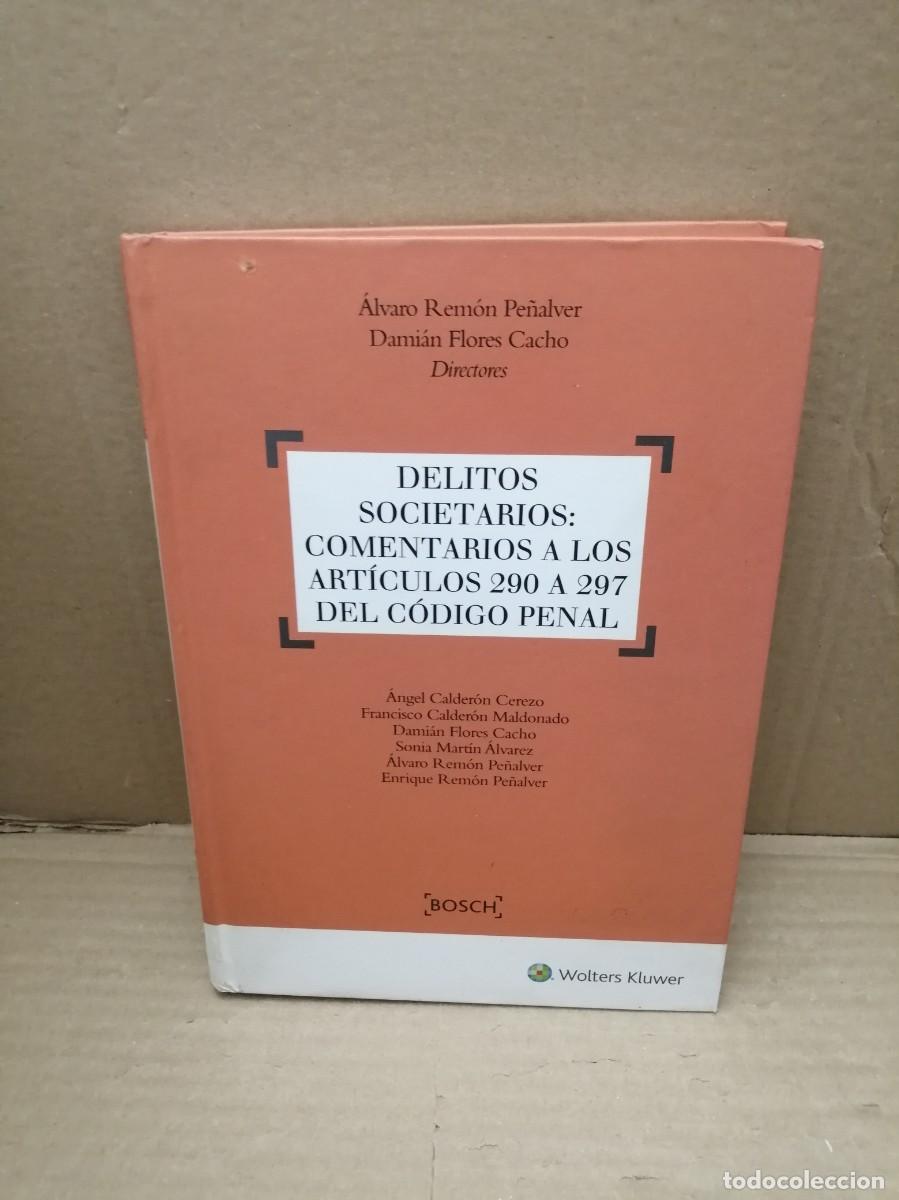 Álvaro Remón Peñalver
Damián Flores Cacho
Directores
DELITOS
SOCIETARIOS:
COMENTARIOS A LOS
ARTÍCULOS 290 A 297
DEL CÓDIGO PENAL
Ángel Calderón Cerezo
Francisco Calderón Maldonado
Damián Flores Cacho
Sonia Martín Álvarez
Álvaro Remón Peñalver
Enrique Remón Peñalver
BOSCH
Wolters Kluwer
todocoleccion